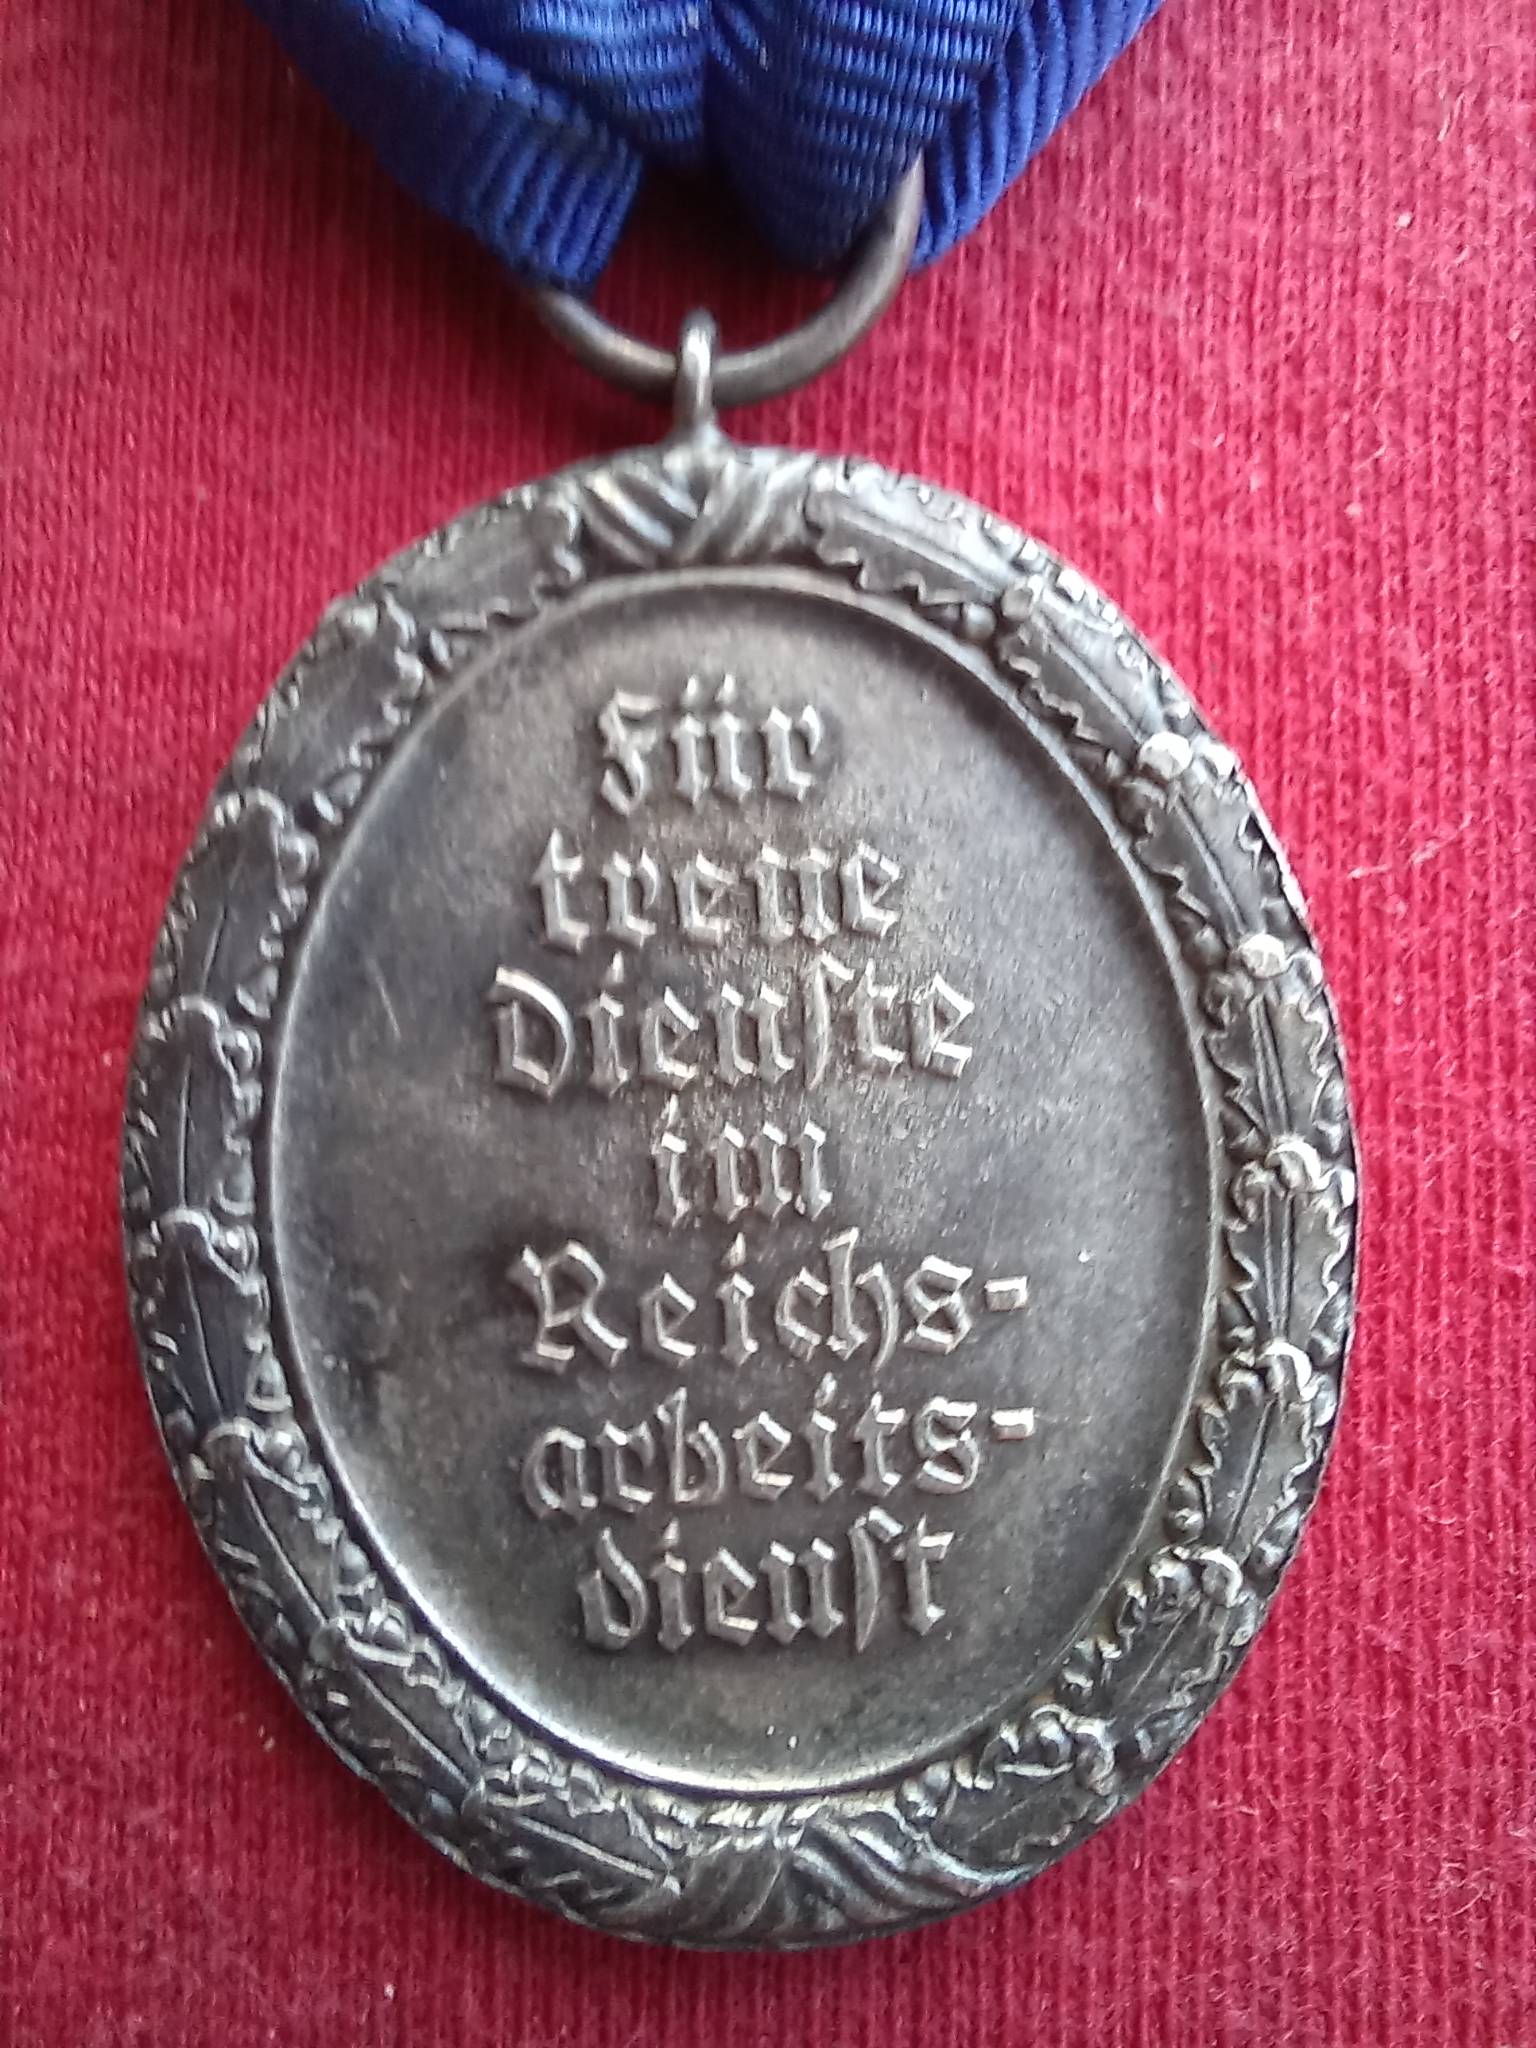 Für
treue
Dienste
im
Reichs-
arbeits-
dienst